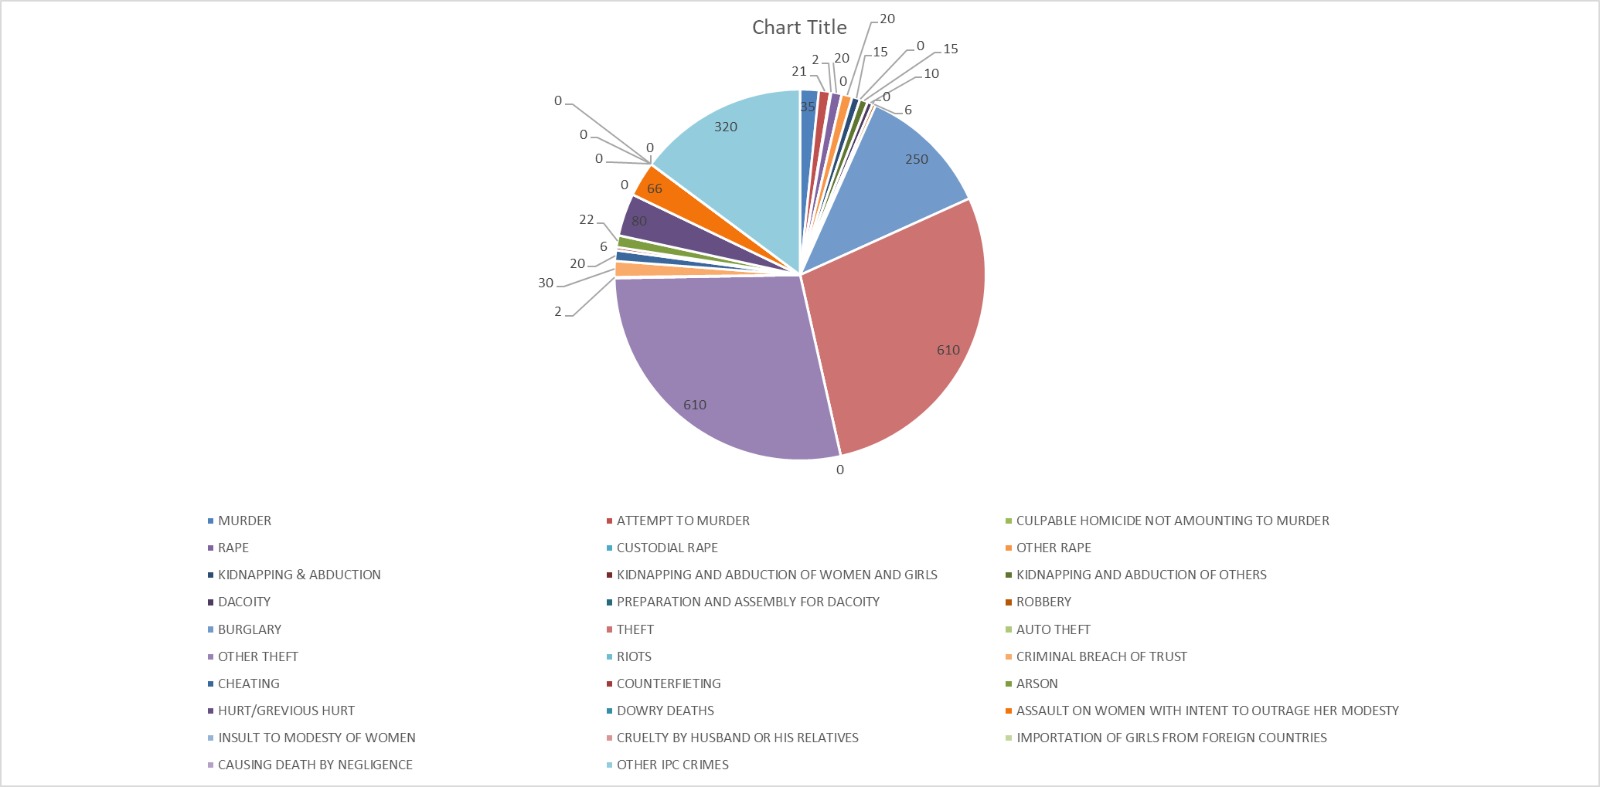 Chart Title
20
0
15
15
2
20
21
0
10
0
0
35
6
320
0
0
250
0
0
66
22
80
6
20
30
2
610
610
0
MURDER
ATTEMPT TO MURDER
CULPABLE HOMICIDE NOT AMOUNTING TO MURDER
RAPE
CUSTODIAL RAPE
OTHER RAPE
KIDNAPPING & ABDUCTION
KIDNAPPING AND ABDUCTION OF WOMEN AND GIRLS
KIDNAPPING AND ABDUCTION OF OTHERS
DACOITY
PREPARATION AND ASSEMBLY FOR DACOITY
ROBBERY
BURGLARY
THEFT
AUTO THEFT
OTHER THEFT
RIOTS
CRIMINAL BREACH OF TRUST
CHEATING
COUNTERFIETING
ARSON
HURT/GREVIOUS HURT
DOWRY DEATHS
ASSAULT ON WOMEN WITH INTENT TO OUTRAGE HER MODESTY
INSULT TO MODESTY OF WOMEN
CRUELTY BY HUSBAND OR HIS RELATIVES
IMPORTATION OF GIRLS FROM FOREIGN COUNTRIES
CAUSING DEATH BY NEGLIGENCE
OTHER IPC CRIMES